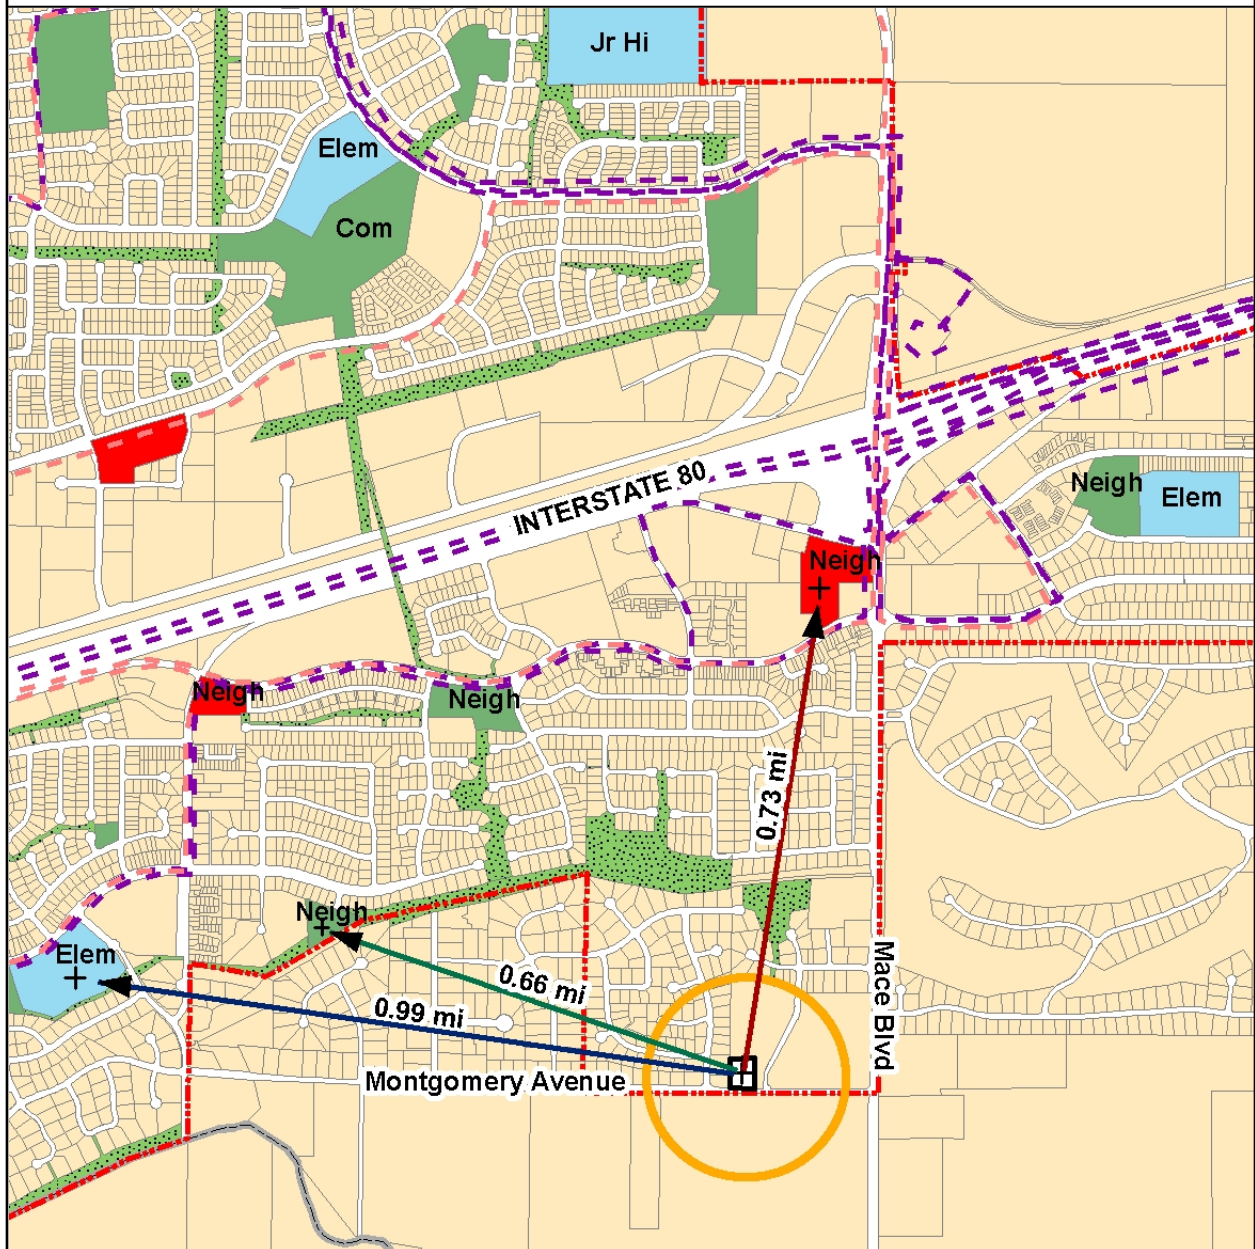 Jr Hi
Elem
Com
Neigh
Elem
INTERSTATE 80
Neigh
Neigh
Neigh
0.73 mi
Neigh
Elem
0.66 mi
0.99 mi
Mace Blvd
Montgomery Avenue